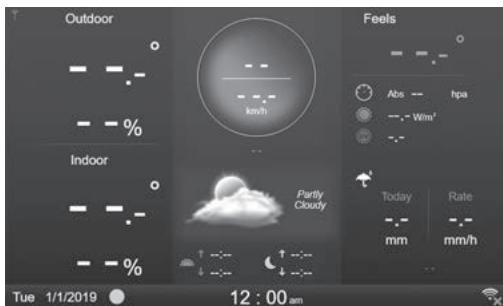 Outdoor
-- -- .- °
-- -- %
Indoor
-- -- .- °
-- -- %
-- --
-- --.-
km/h
--
Partly
Cloudy
↑ --:--
↓ --:--
↑ --:--
↓ --:--
Feels
-- -- .- °
Abs -- hpa
--.- W/m²
-.-
Today Rate
-.- -.-
mm mm/h
--
Tue 1/1/2019 12 : 00 am